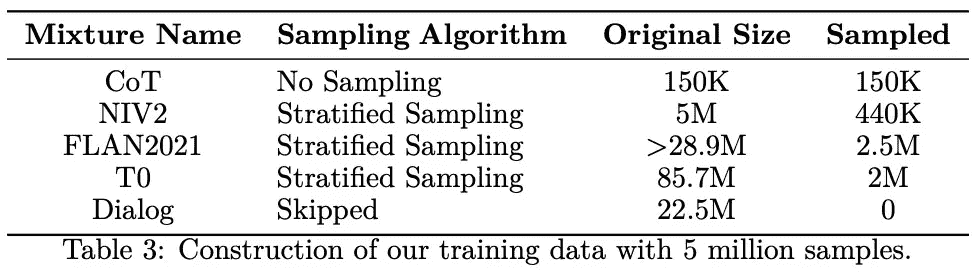 Mixture Name Sampling Algorithm Original Size Sampled
CoT No Sampling 150K 150K
NIV2 Stratified Sampling 5M 440K
FLAN2021 Stratified Sampling >28.9M 2.5M
T0 Stratified Sampling 85.7M 2M
Dialog Skipped 22.5M 0
Table 3: Construction of our training data with 5 million samples.